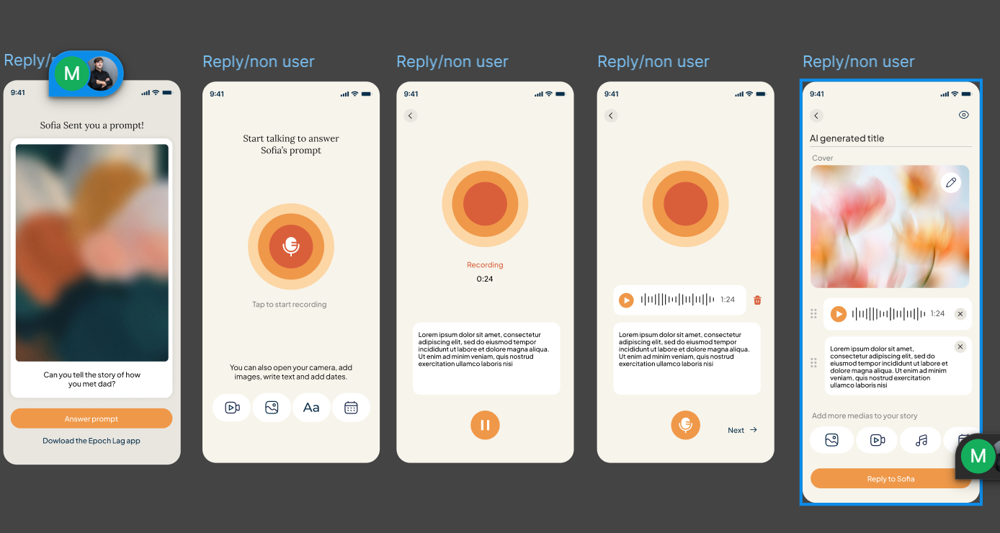 Reply/n
M
9:41
Sofia Sent you a prompt!
Can you tell the story of how
you met dad?
Answer prompt
Dowload the Epoch Lag app
Reply/non user
9:41
Start talking to answer
Sofia's prompt
Tap to start recording
You can also open your camera, add
images, write text and add dates.
Aa
Reply/non user
9:41
Recording
0:24
Lorem ipsum dolor sit amet, consectetur
adipiscing elit, sed do eiusmod tempor
incididunt ut labore et dolore magna aliqua.
Ut enim ad minim veniam, quis nostrud
exercitation ullamco laboris nisi
Reply/non user
9:41
1:24
Lorem ipsum dolor sit amet, consectetur
adipiscing elit, sed do eiusmod tempor
incididunt ut labore et dolore magna aliqua.
Ut enim ad minim veniam, quis nostrud
exercitation ullamco laboris nisi
Next
Reply/non user
9:41
AI generated title
Cover
1:24
Lorem ipsum dolor sit amet,
consectetur adipiscing elit, sed do
eiusmod tempor incididunt ut labore et
dolore magna aliqua. Ut enim ad minim
veniam, quis nostrud exercitation
ullamco laboris nisi
Add more medias to your story
Reply to Sofia
M